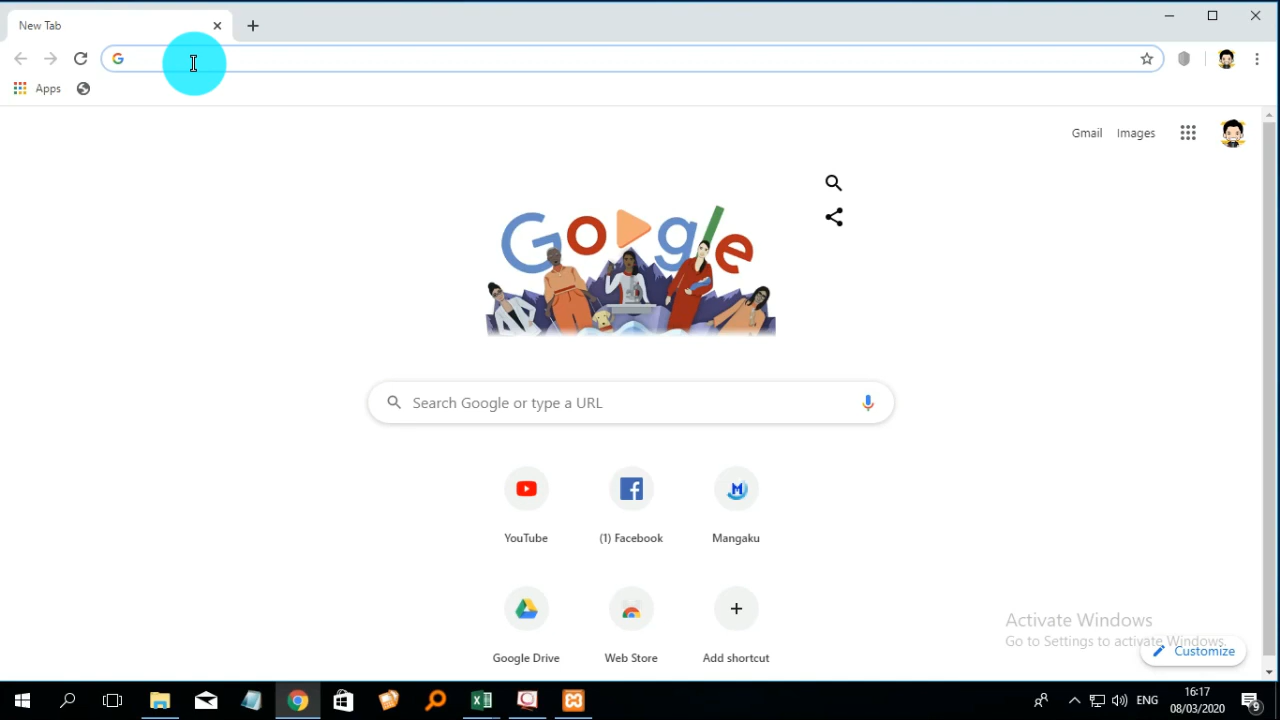 New Tab
Apps
Gmail Images
Google
Search Google or type a URL
YouTube (1) Facebook Mangaku
Google Drive Web Store Add shortcut
Activate Windows
Go to Settings to activate Windows.
Customize
ENG
16:17
08/03/2020
9